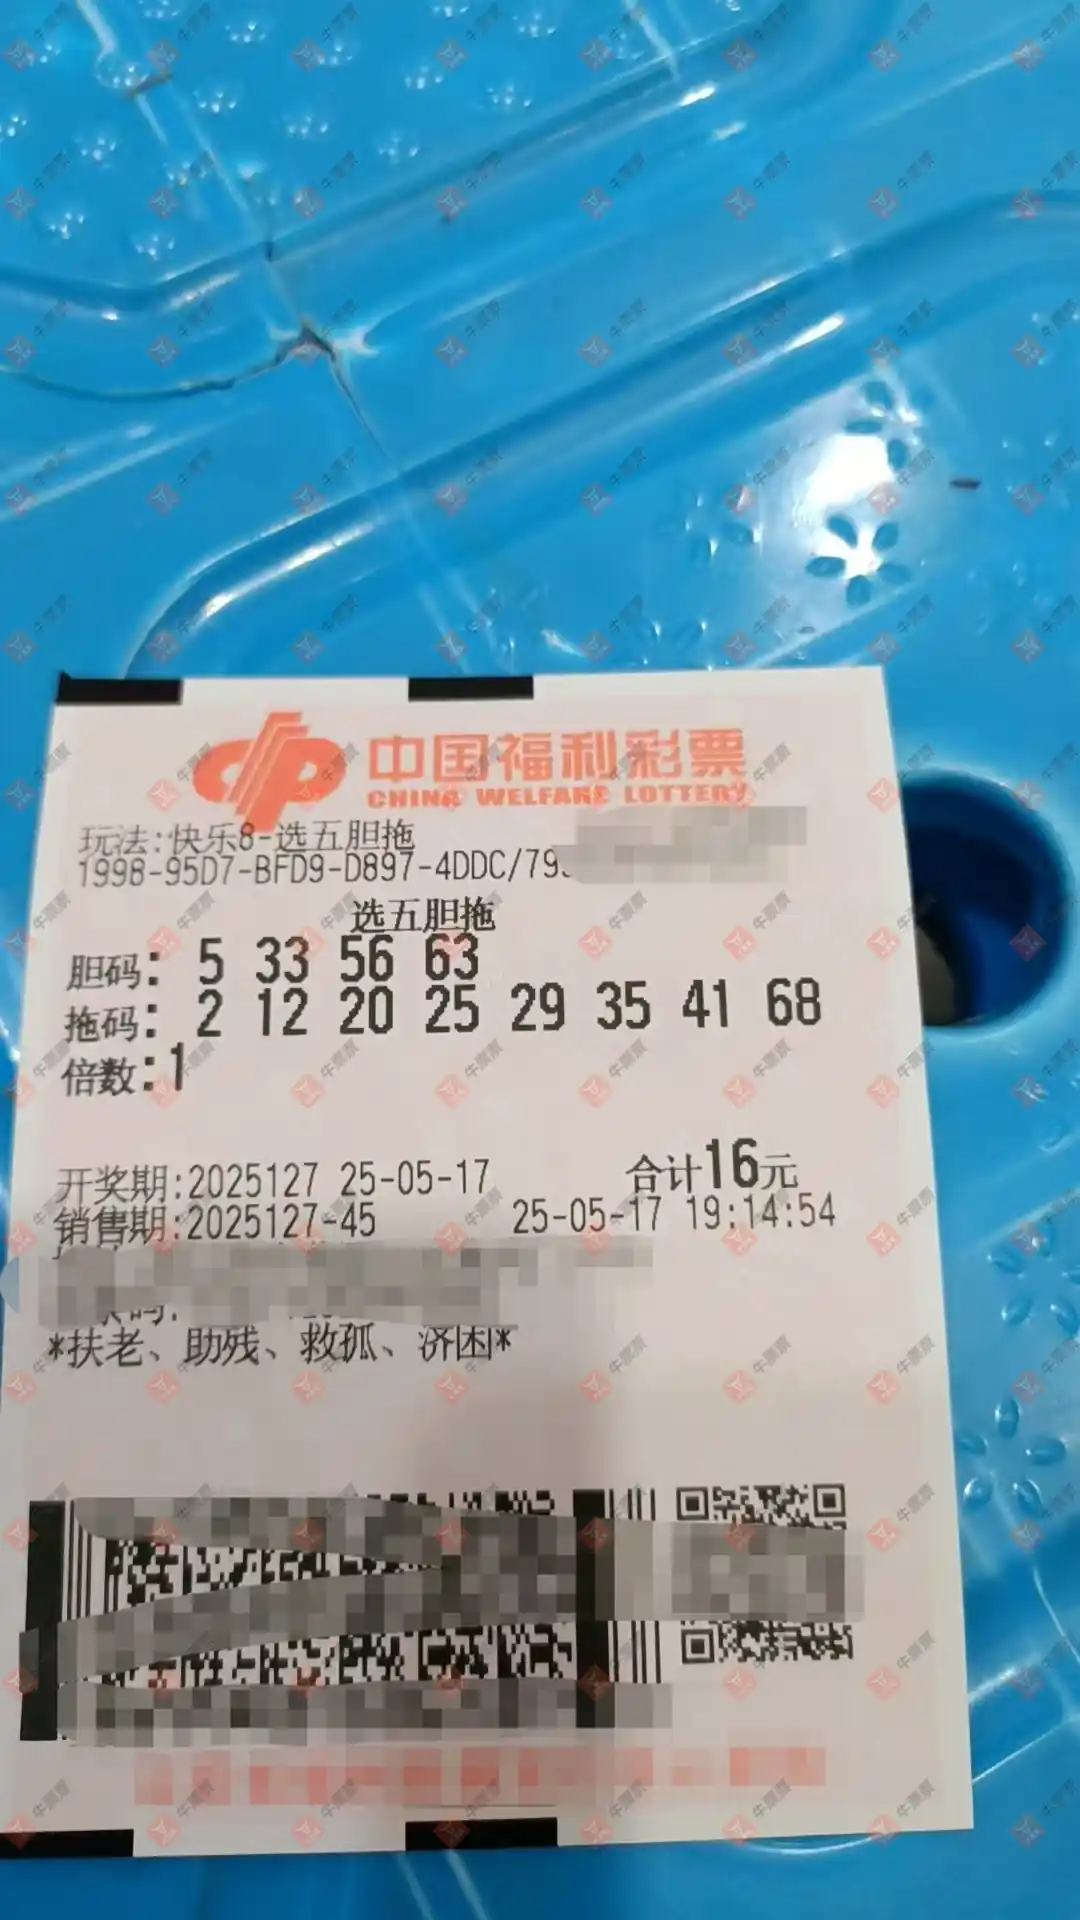 中国福利彩票
CHINA WELFARE LOTTERY
玩法:快乐8-选五胆拖
1998-95D7-BFD9-D897-4DDC/79
选五胆拖
胆码: 5 33 56 63
拖码: 2 12 20 25 29 35 41 68
倍数:1
开奖期:2025127 25-05-17 合计16元
销售期:2025127-45 25-05-17 19:14:54
*扶老、助残、救孤、济困*
牛票票